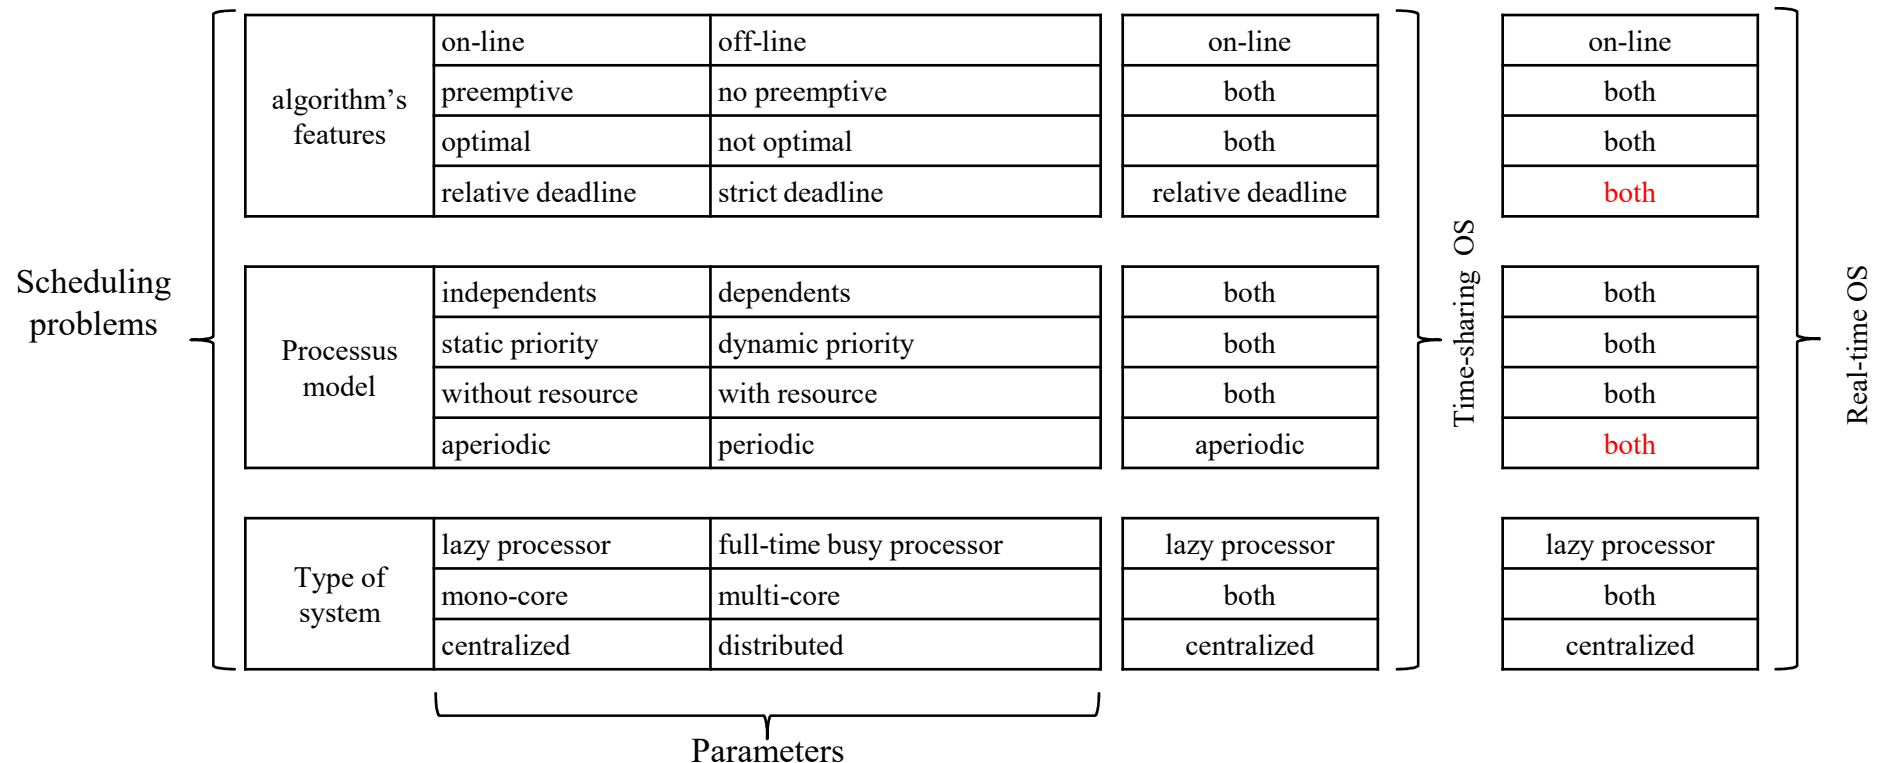 Scheduling
problems
algorithm's
features
on-line off-line on-line on-line
preemptive no preemptive both both
optimal not optimal both both
relative deadline strict deadline relative deadline both
Processus
model
independents dependents both both
static priority dynamic priority both both
without resource with resource both both
aperiodic periodic aperiodic both
Type of
system
lazy processor full-time busy processor lazy processor lazy processor
mono-core multi-core both both
centralized distributed centralized centralized
Time-sharing OS
Real-time OS
Parameters